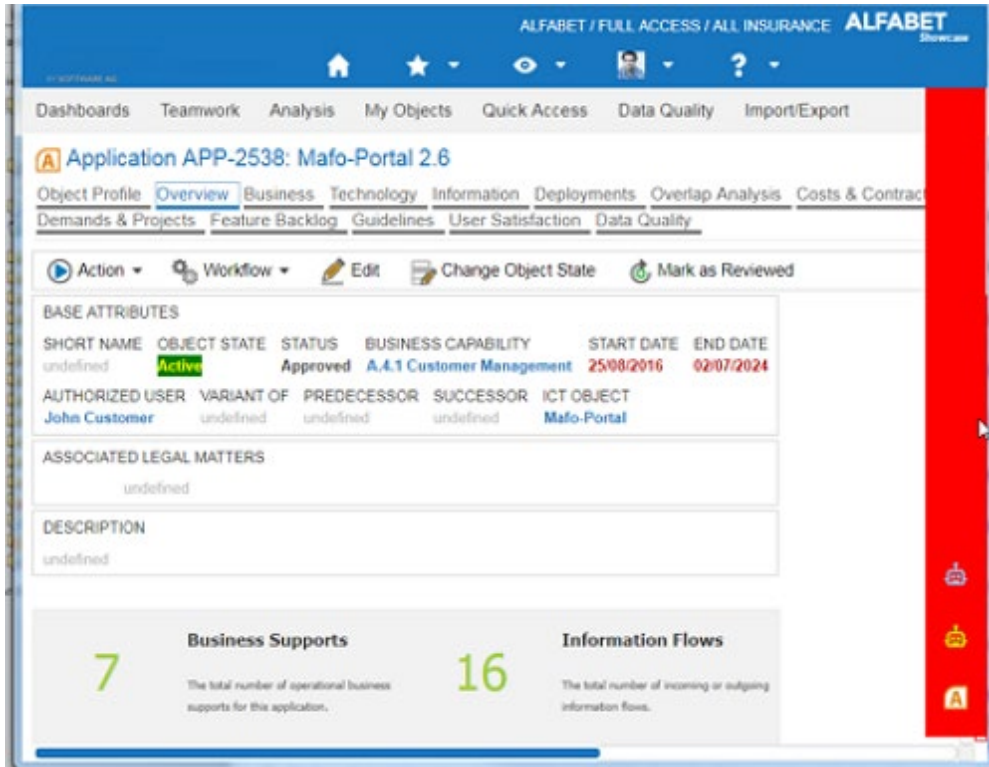 ALFABET / FULL ACCESS / ALL INSURANCE ALFABET
Showcase
BY SOFTWARE AG
Dashboards Teamwork Analysis My Objects Quick Access Data Quality Import/Export
A Application APP-2538: Mafo-Portal 2.6
Object Profile Overview Business Technology Information Deployments Overlap Analysis Costs & Contrac
Demands & Projects Feature Backlog Guidelines User Satisfaction Data Quality
Action Workflow Edit Change Object State Mark as Reviewed
BASE ATTRIBUTES
SHORT NAME OBJECT STATE STATUS BUSINESS CAPABILITY START DATE END DATE
undefined Active Approved A.4.1 Customer Management 25/08/2016 02/07/2024
AUTHORIZED USER VARIANT OF PREDECESSOR SUCCESSOR ICT OBJECT
John Customer undefined undefined undefined Mafo-Portal
ASSOCIATED LEGAL MATTERS
undefined
DESCRIPTION
undefined
7 Business Supports
The total number of operational business
supports for this application.
16 Information Flows
The total number of incoming or outgoing
information flows.
A